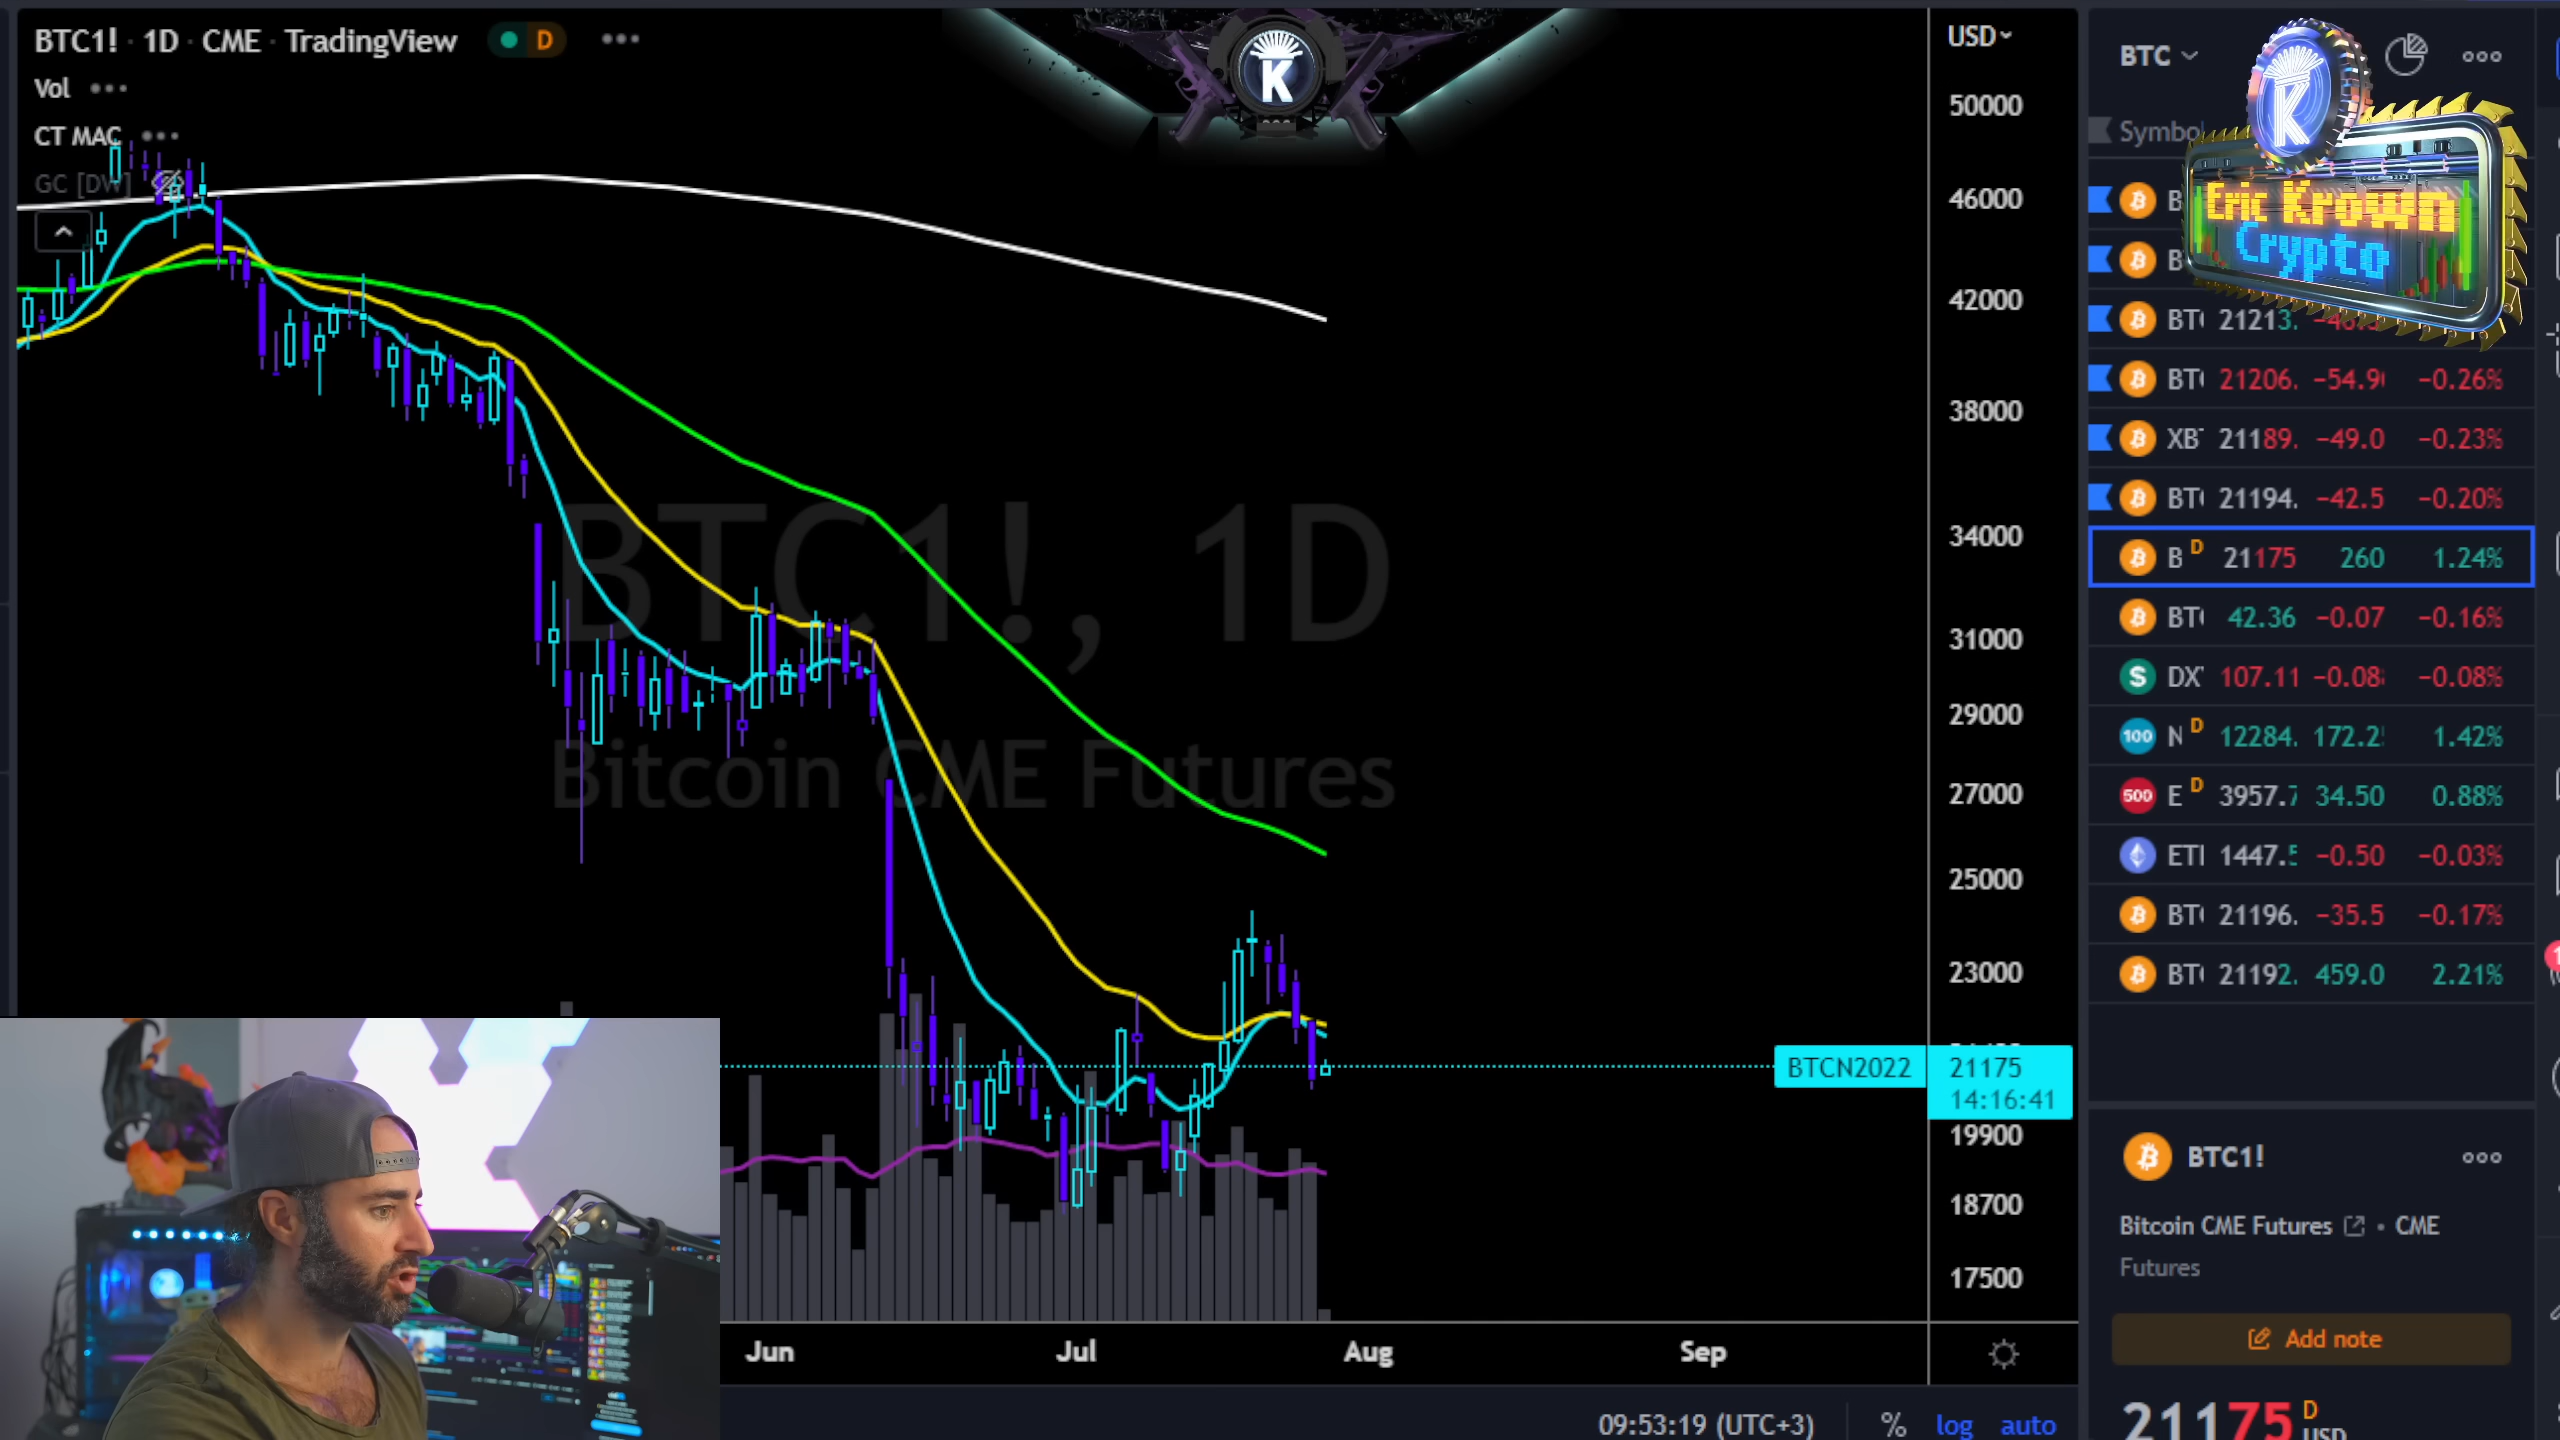 BTC1! · 1D · CME · TradingView D
Vol
CT MAC
GC [DW]
K
USD
50000
46000
42000
38000
34000
31000
29000
27000
25000
23000
BTCN2022 21175
14:16:41
19900
18700
17500
BTC1!, 1D
Bitcoin CME Futures
Jun Jul Aug Sep
09:53:19 (UTC+3) % log auto
BTC
K
Eric Krown
Crypto
Symbo
B
B
BT 21213.
BT 21206. -54.9 -0.26%
XB 21189. -49.0 -0.23%
BT 21194. -42.5 -0.20%
B D 21175 260 1.24%
BT 42.36 -0.07 -0.16%
S DX 107.11 -0.08 -0.08%
100 N D 12284. 172.2 1.42%
500 E D 3957.7 34.50 0.88%
ET 1447.5 -0.50 -0.03%
BT 21196. -35.5 -0.17%
BT 21192. 459.0 2.21%
BTC1!
Bitcoin CME Futures • CME
Futures
Add note
21175 D
USD